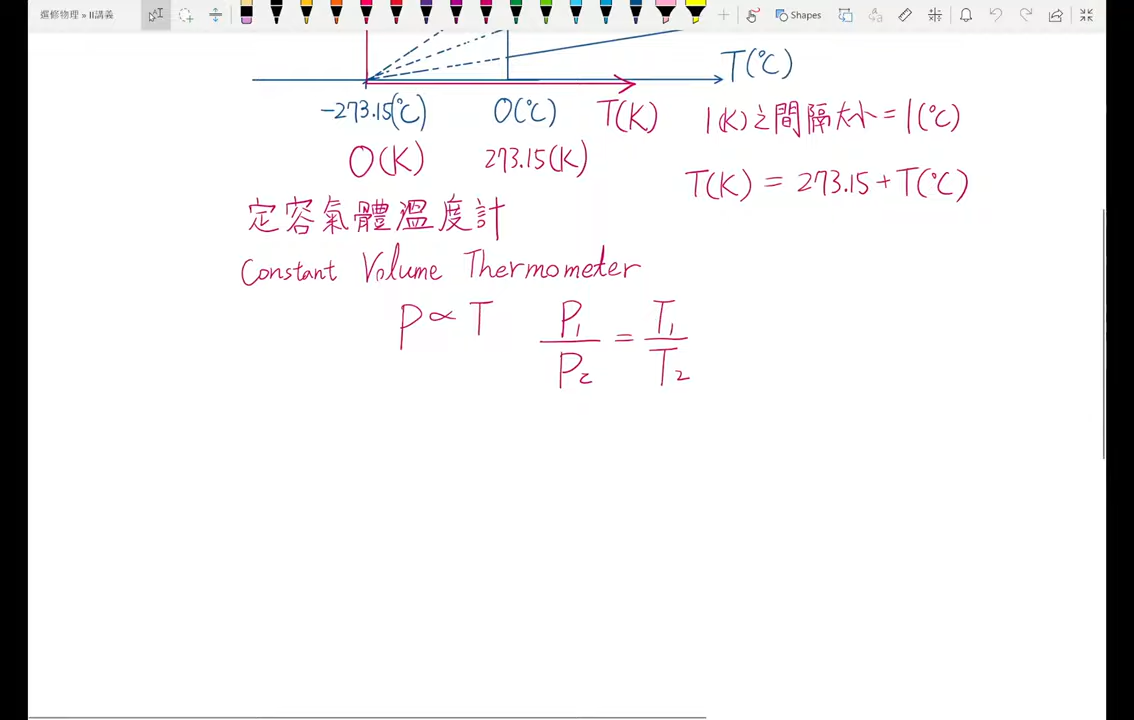 選修物理 » II講義
Shapes
T(°C)
-273.15(°C) 0(°C) T(K) 1(K)之間隔大小=1(°C)
0(K) 273.15(K)
T(K) = 273.15+T(°C)
定容氣體溫度計
Constant Volume Thermometer
P∝T P₁/P₂ = T₁/T₂